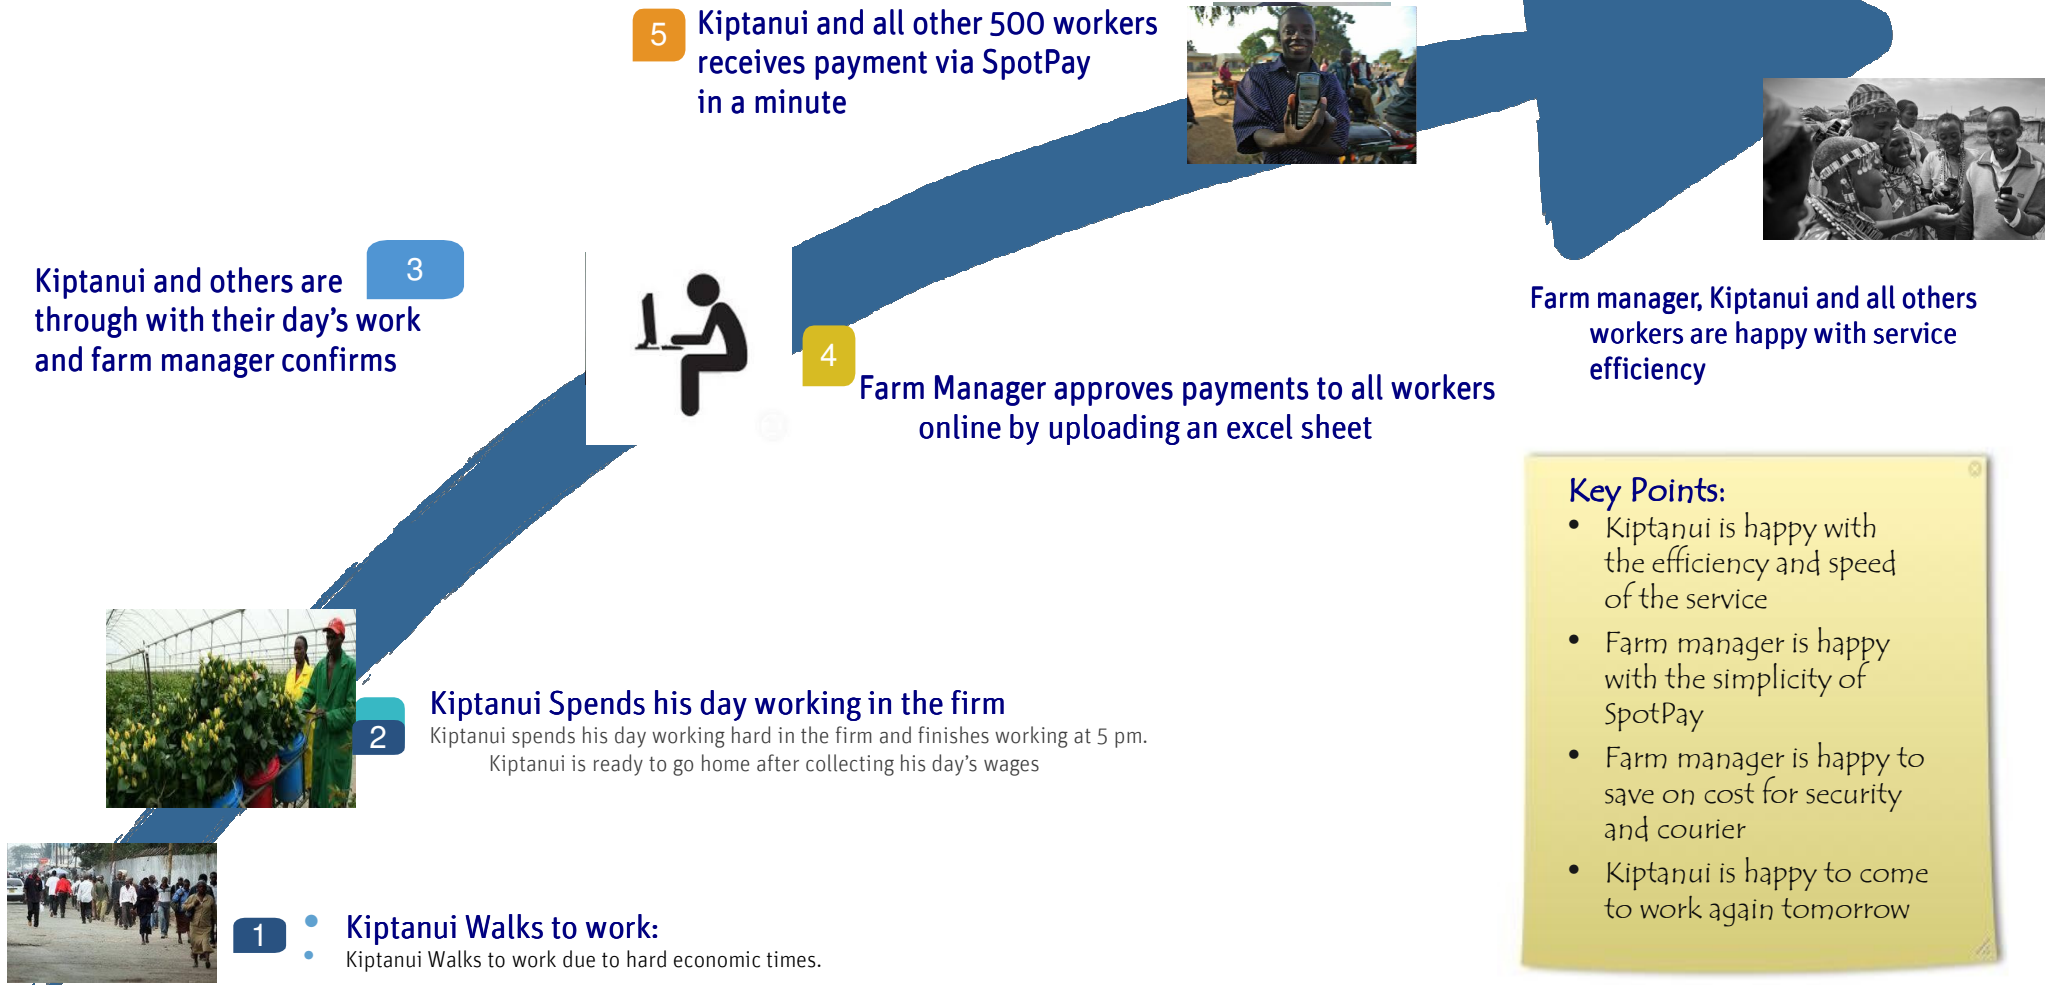 5
Kiptanui and all other 500 workers
receives payment via SpotPay
in a minute
3
Kiptanui and others are
through with their day's work
and farm manager confirms
4
Farm Manager approves payments to all workers
online by uploading an excel sheet
Farm manager, Kiptanui and all others
workers are happy with service
efficiency
2
Kiptanui Spends his day working in the firm
Kiptanui spends his day working hard in the firm and finishes working at 5 pm.
Kiptanui is ready to go home after collecting his day's wages
1
• Kiptanui Walks to work:
• Kiptanui Walks to work due to hard economic times.
Key Points:
• Kiptanui is happy with
the efficiency and speed
of the service
• Farm manager is happy
with the simplicity of
SpotPay
• Farm manager is happy to
save on cost for security
and courier
• Kiptanui is happy to come
to work again tomorrow